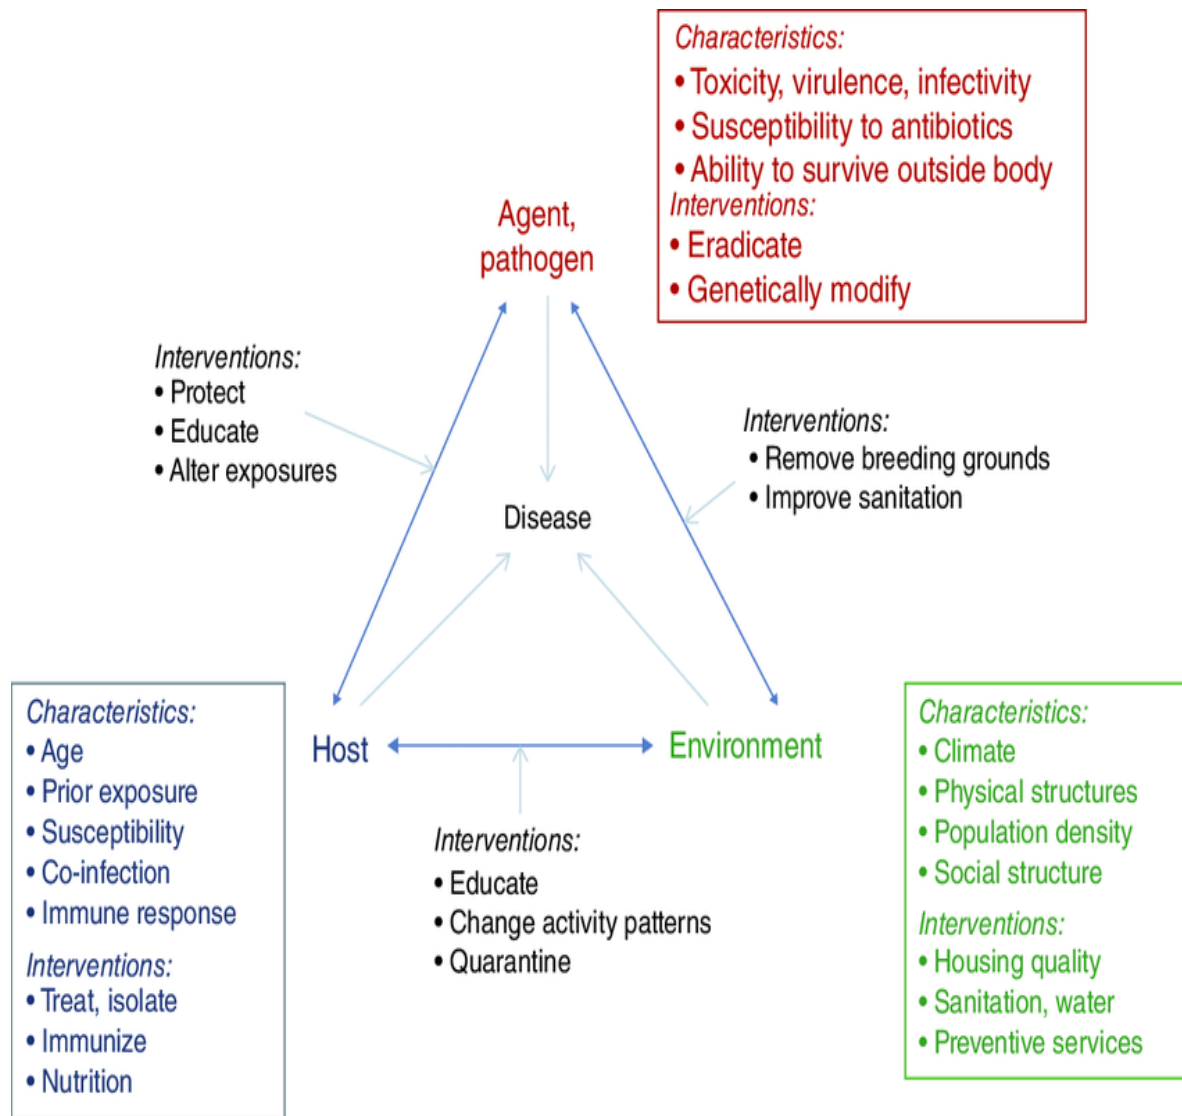 Characteristics:
• Toxicity, virulence, infectivity
• Susceptibility to antibiotics
• Ability to survive outside body
Interventions:
• Eradicate
• Genetically modify
Agent,
pathogen
Interventions:
• Protect
• Educate
• Alter exposures
Interventions:
• Remove breeding grounds
• Improve sanitation
Disease
Characteristics:
• Age
• Prior exposure
• Susceptibility
• Co-infection
• Immune response
Interventions:
• Treat, isolate
• Immunize
• Nutrition
Host
Environment
Interventions:
• Educate
• Change activity patterns
• Quarantine
Characteristics:
• Climate
• Physical structures
• Population density
• Social structure
Interventions:
• Housing quality
• Sanitation, water
• Preventive services